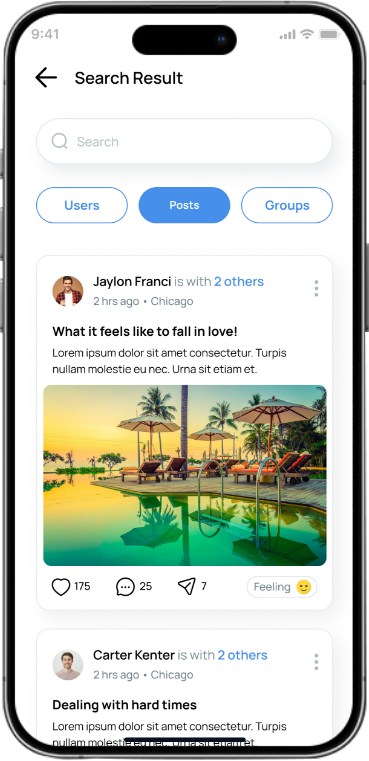 9:41
Search Result
Search
Users
Posts
Groups
Jaylon Franci is with 2 others
2 hrs ago • Chicago
What it feels like to fall in love!
Lorem ipsum dolor sit amet consectetur. Turpis
nullam molestie eu nec. Urna sit etiam et.
175
25
7
Feeling
Carter Kenter is with 2 others
2 hrs ago • Chicago
Dealing with hard times
Lorem ipsum dolor sit amet consectetur. Turpis
nullam molestie eu nec. Urna sit etiam et.